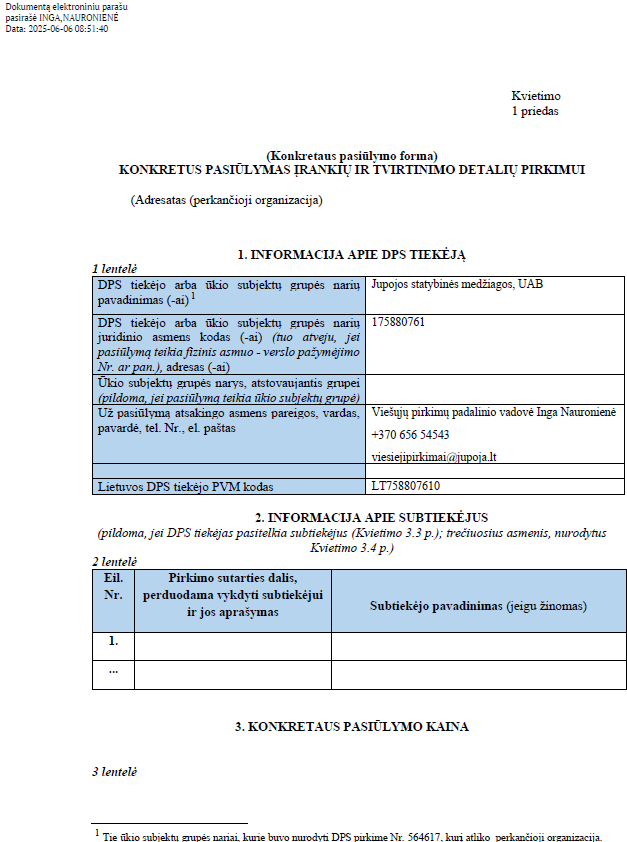 Dokumentą elektroniniu parašu
pasirašė INGA,NAURONIENĖ
Data: 2025-06-06 08:51:40
Kvietimo
1 priedas
(Konkretaus pasiūlymo forma)
KONKRETUS PASIŪLYMAS ĮRANKIŲ IR TVIRTINIMO DETALIŲ PIRKIMUI
(Adresatas (perkančioji organizacija)
1. INFORMACIJA APIE DPS TIEKĖJĄ
1 lentelė
DPS tiekėjo arba ūkio subjektų grupės narių
pavadinimas (-ai) 1
Jupojos statybinės medžiagos, UAB
DPS tiekėjo arba ūkio subjektų grupės narių
juridinio asmens kodas (-ai) (tuo atveju, jei
pasiūlymą teikia fizinis asmuo - verslo pažymėjimo
Nr. ar pan.), adresas (-ai)
175880761
Ūkio subjektų grupės narys, atstovaujantis grupei
(pildoma, jei pasiūlymą teikia ūkio subjektų grupė)
Už pasiūlymą atsakingo asmens pareigos, vardas,
pavardė, tel. Nr., el. paštas
Viešųjų pirkimų padalinio vadovė Inga Nauronienė
+370 656 54543
viesiejipirkimai@jupoja.lt
Lietuvos DPS tiekėjo PVM kodas
LT758807610
2. INFORMACIJA APIE SUBTIEKĖJUS
(pildoma, jei DPS tiekėjas pasitelkia subtiekėjus (Kvietimo 3.3 p.); trečiuosius asmenis, nurodytus
Kvietimo 3.4 p.)
2 lentelė
Eil.
Nr.
Pirkimo sutarties dalis,
perduodama vykdyti subtiekėjui
ir jos aprašymas
Subtiekėjo pavadinimas (jeigu žinomas)
1.
...
3. KONKRETAUS PASIŪLYMO KAINA
3 lentelė
1 Tie ūkio subjektų grupės nariai, kurie buvo nurodyti DPS pirkime Nr. 564617, kurį atliko perkančioji organizacija.